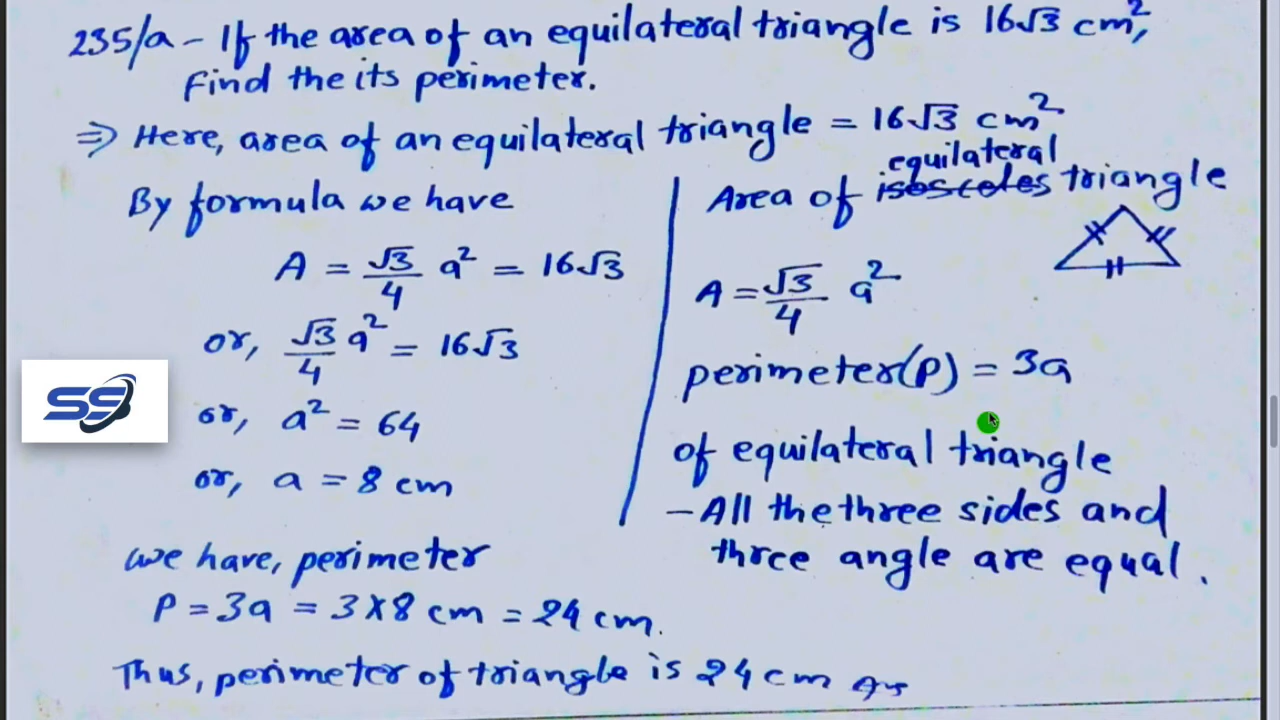 235/a - If the area of an equilateral triangle is 16√3 cm²,
Find the its perimeter.
⇒ Here, area of an equilateral triangle = 16√3 cm²
By formula we have
A = √3/4 a² = 16√3
or, √3/4 a² = 16√3
or, a² = 64
or, a = 8 cm
we have, perimeter
P = 3a = 3×8 cm = 24 cm.
Thus, perimeter of triangle is 24 cm Ans
equilateral
Area of isosceles triangle
A = √3/4 a²
perimeter(P) = 3a
of equilateral triangle
- All the three sides and
three angle are equal.
SS